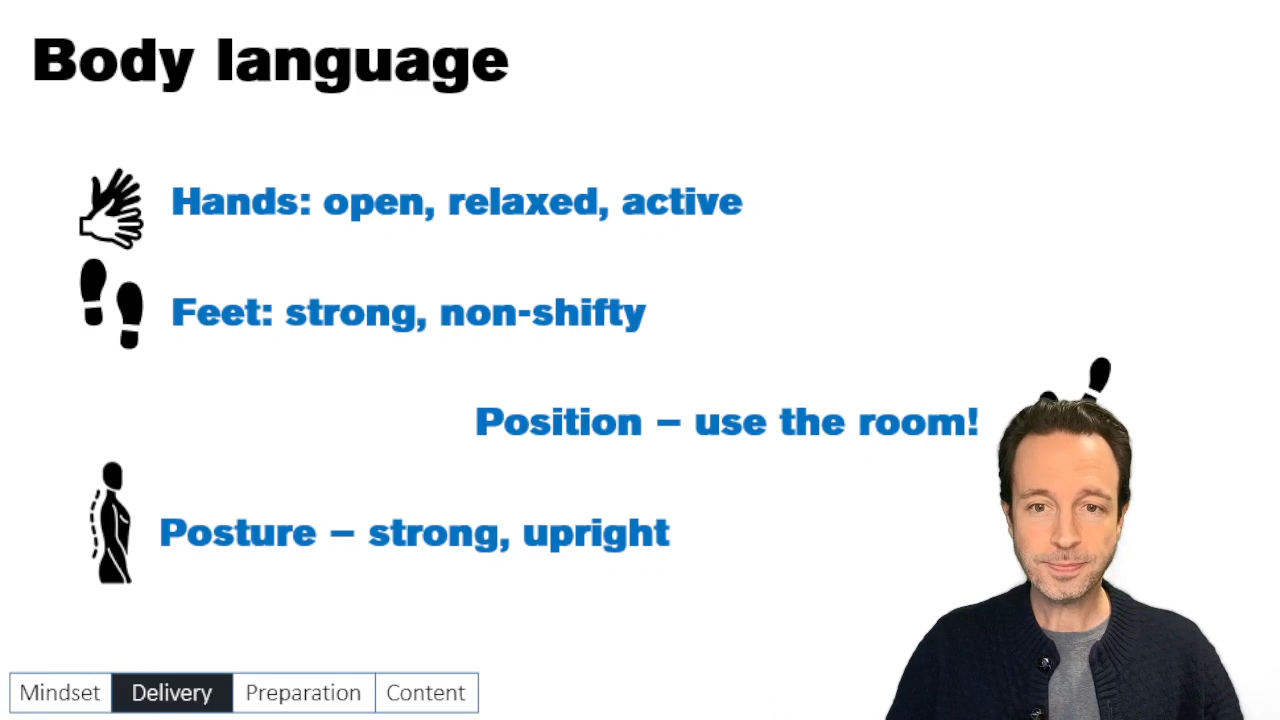 Body language
Hands: open, relaxed, active
Feet: strong, non-shifty
Position – use the room!
Posture – strong, upright
Mindset Delivery Preparation Content